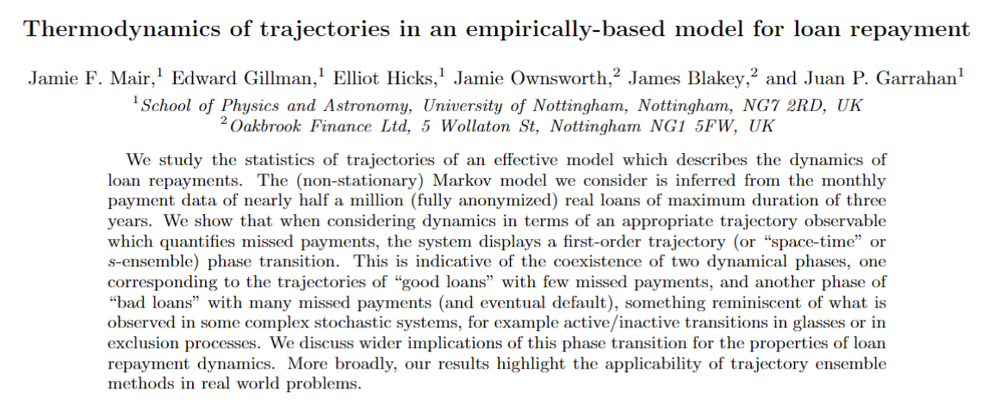 Thermodynamics of trajectories in an empirically-based model for loan repayment
Jamie F. Mair,¹ Edward Gillman,¹ Elliot Hicks,¹ Jamie Ownsworth,² James Blakey,² and Juan P. Garrahan¹
¹School of Physics and Astronomy, University of Nottingham, Nottingham, NG7 2RD, UK
²Oakbrook Finance Ltd, 5 Wollaton St, Nottingham NG1 5FW, UK
We study the statistics of trajectories of an effective model which describes the dynamics of
loan repayments. The (non-stationary) Markov model we consider is inferred from the monthly
payment data of nearly half a million (fully anonymized) real loans of maximum duration of three
years. We show that when considering dynamics in terms of an appropriate trajectory observable
which quantifies missed payments, the system displays a first-order trajectory (or “space-time” or
s-ensemble) phase transition. This is indicative of the coexistence of two dynamical phases, one
corresponding to the trajectories of “good loans” with few missed payments, and another phase of
“bad loans” with many missed payments (and eventual default), something reminiscent of what is
observed in some complex stochastic systems, for example active/inactive transitions in glasses or in
exclusion processes. We discuss wider implications of this phase transition for the properties of loan
repayment dynamics. More broadly, our results highlight the applicability of trajectory ensemble
methods in real world problems.